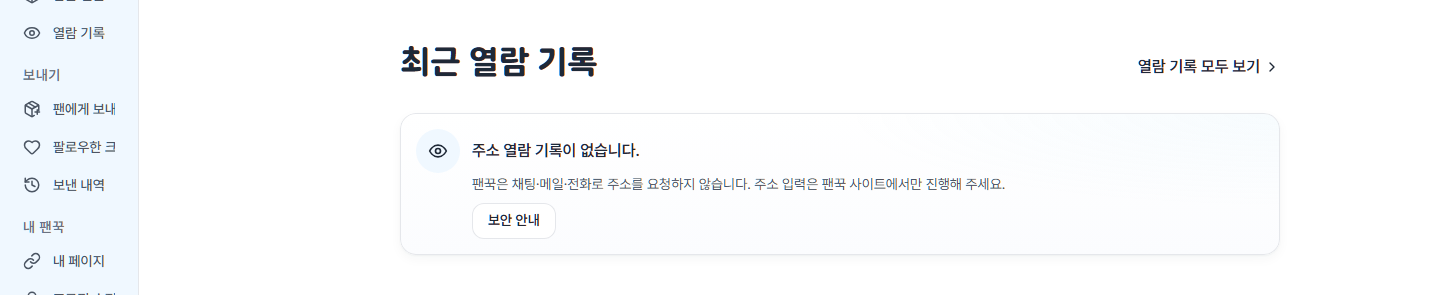 열람 기록
보내기
팬에게 보내
팔로우한 크
보낸 내역
내 팬꾹
내 페이지
최근 열람 기록
열람 기록 모두 보기
주소 열람 기록이 없습니다.
팬꾹은 채팅·메일·전화로 주소를 요청하지 않습니다. 주소 입력은 팬꾹 사이트에서만 진행해 주세요.
보안 안내